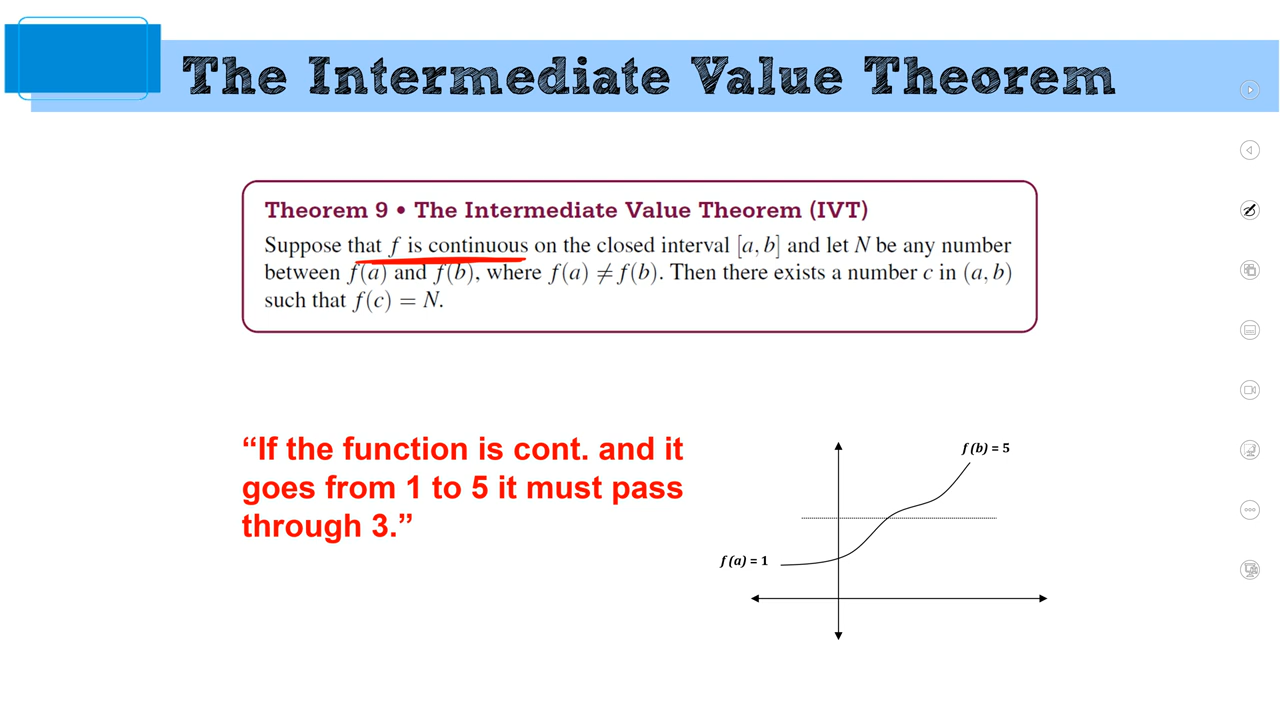 The Intermediate Value Theorem
Theorem 9 • The Intermediate Value Theorem (IVT)
Suppose that f is continuous on the closed interval [a, b] and let N be any number
between f(a) and f(b), where f(a) ≠ f(b). Then there exists a number c in (a, b)
such that f(c) = N.
“If the function is cont. and it
goes from 1 to 5 it must pass
through 3.”
f (b) = 5
f (a) = 1